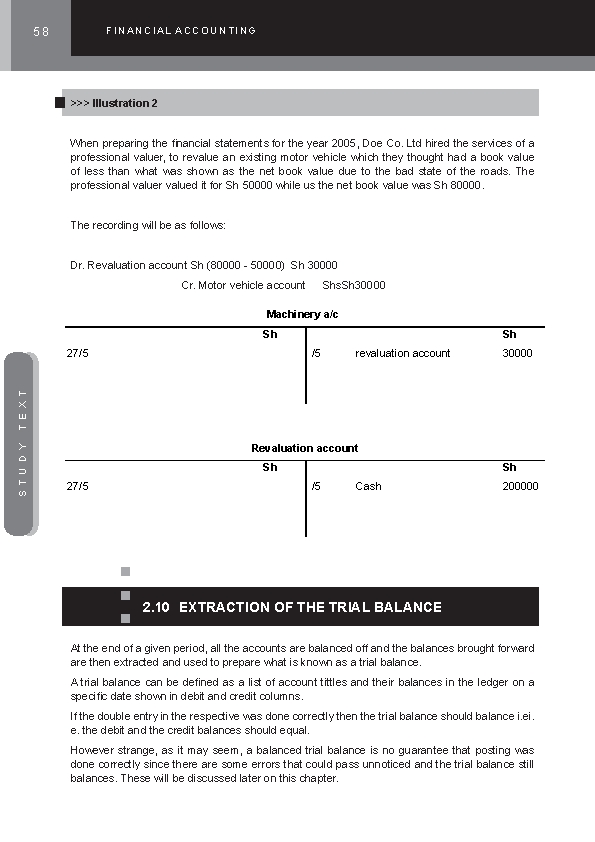 58
FINANCIAL ACCOUNTING
>>> Illustration 2
When preparing the financial statements for the year 2005, Doe Co. Ltd hired the services of a
professional valuer, to revalue an existing motor vehicle which they thought had a book value
of less than what was shown as the net book value due to the bad state of the roads. The
professional valuer valued it for Sh 50000 while us the net book value was Sh 80000.
The recording will be as follows:
Dr. Revaluation account Sh (80000 - 50000) Sh 30000
Cr. Motor vehicle account ShsSh30000
Machinery a/c
Sh Sh
27/5 /5 revaluation account 30000
Revaluation account
Sh Sh
27/5 /5 Cash 200000
STUDY TEXT
2.10 EXTRACTION OF THE TRIAL BALANCE
At the end of a given period, all the accounts are balanced off and the balances brought forward
are then extracted and used to prepare what is known as a trial balance.
A trial balance can be defined as a list of account tittles and their balances in the ledger on a
specific date shown in debit and credit columns.
If the double entry in the respective was done correctly then the trial balance should balance i.ei.
e. the debit and the credit balances should equal.
However strange, as it may seem, a balanced trial balance is no guarantee that posting was
done correctly since there are some errors that could pass unnoticed and the trial balance still
balances. These will be discussed later on this chapter.